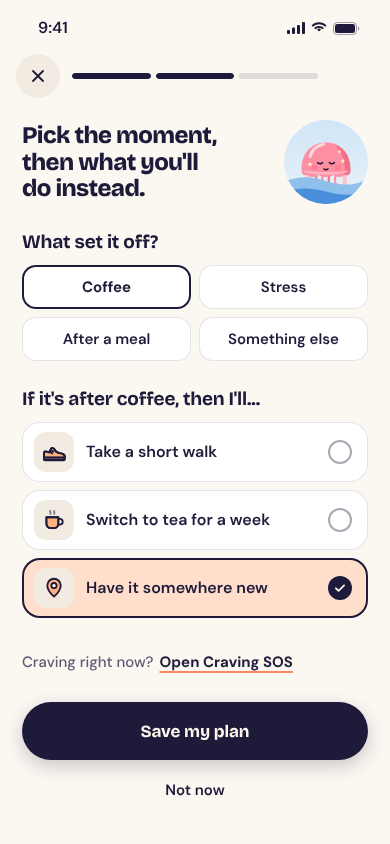 9:41
Pick the moment,
then what you'll
do instead.
What set it off?
Coffee
Stress
After a meal
Something else
If it's after coffee, then I'll...
Take a short walk
Switch to tea for a week
Have it somewhere new
Craving right now? Open Craving SOS
Save my plan
Not now